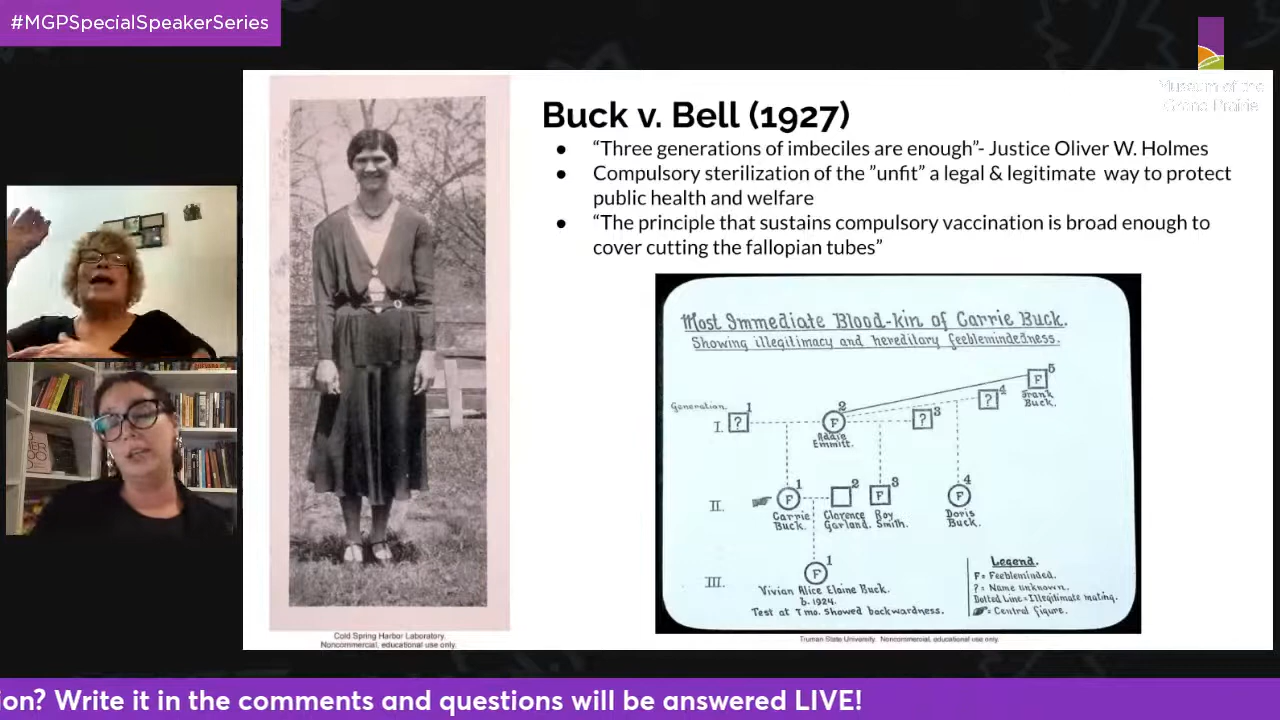 #MGPSpecialSpeakerSeries
Museum of the
Grand Prairie
Buck v. Bell (1927)
● “Three generations of imbeciles are enough”- Justice Oliver W. Holmes
● Compulsory sterilization of the ”unfit” a legal & legitimate way to protect
public health and welfare
● “The principle that sustains compulsory vaccination is broad enough to
cover cutting the fallopian tubes”
Most Immediate Blood-kin of Carrie Buck.
Showing illegitimacy and hereditary feeblemindedness.
Generation.
I.
1
?
2
F
Addie
Emmitt.
?
3
?
4
F
5
Frank
Buck.
II.
1
F
Carrie
Buck.
2
Clarence
Garland.
3
F
Roy
Smith.
4
F
Doris
Buck.
III.
1
F
Vivian Alice Elaine Buck.
b. 1924.
Test at 7 mo. showed backwardness.
Legend.
F = Feebleminded.
? = Name unknown.
Dotted Line = Illegitimate mating.
= Central figure.
Cold Spring Harbor Laboratory.
Noncommercial, educational use only.
Truman State University. Noncommercial, educational use only.
ion? Write it in the comments and questions will be answered LIVE!